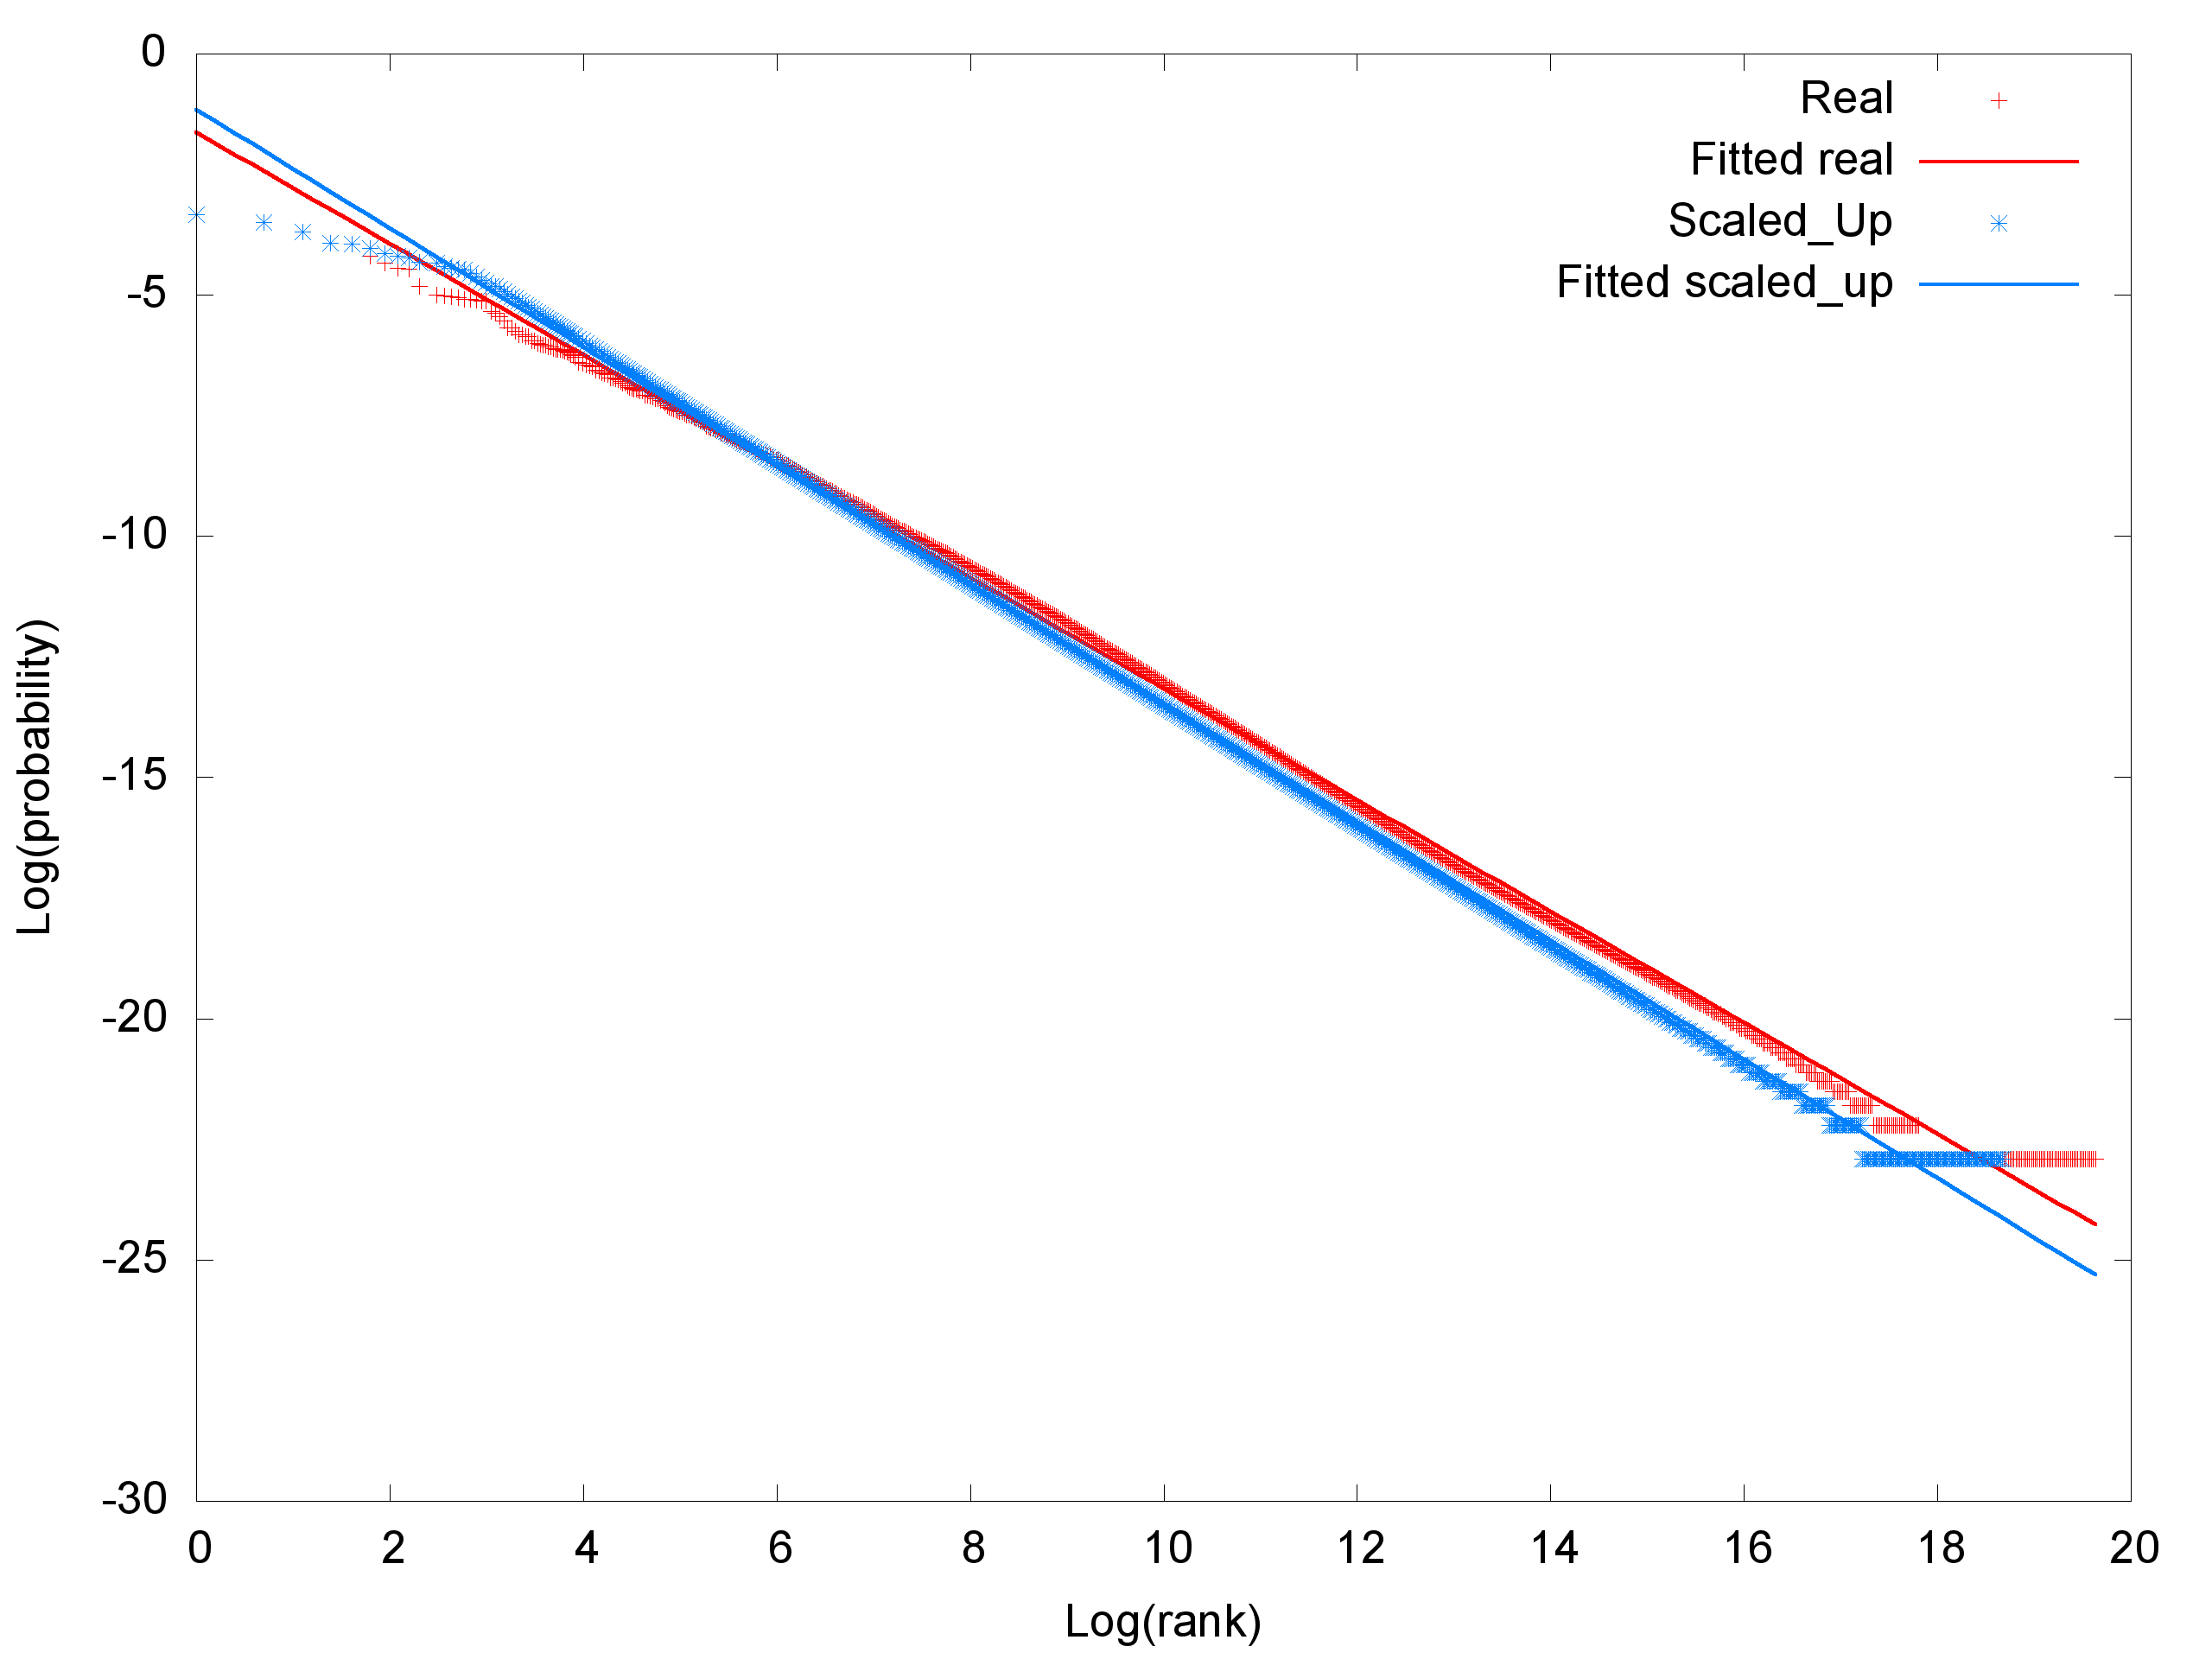 Real
Fitted real
Scaled_Up
Fitted scaled_up
0
-5
-10
-15
-20
-25
-30
Log(probability)
0 2 4 6 8 10 12 14 16 18 20
Log(rank)